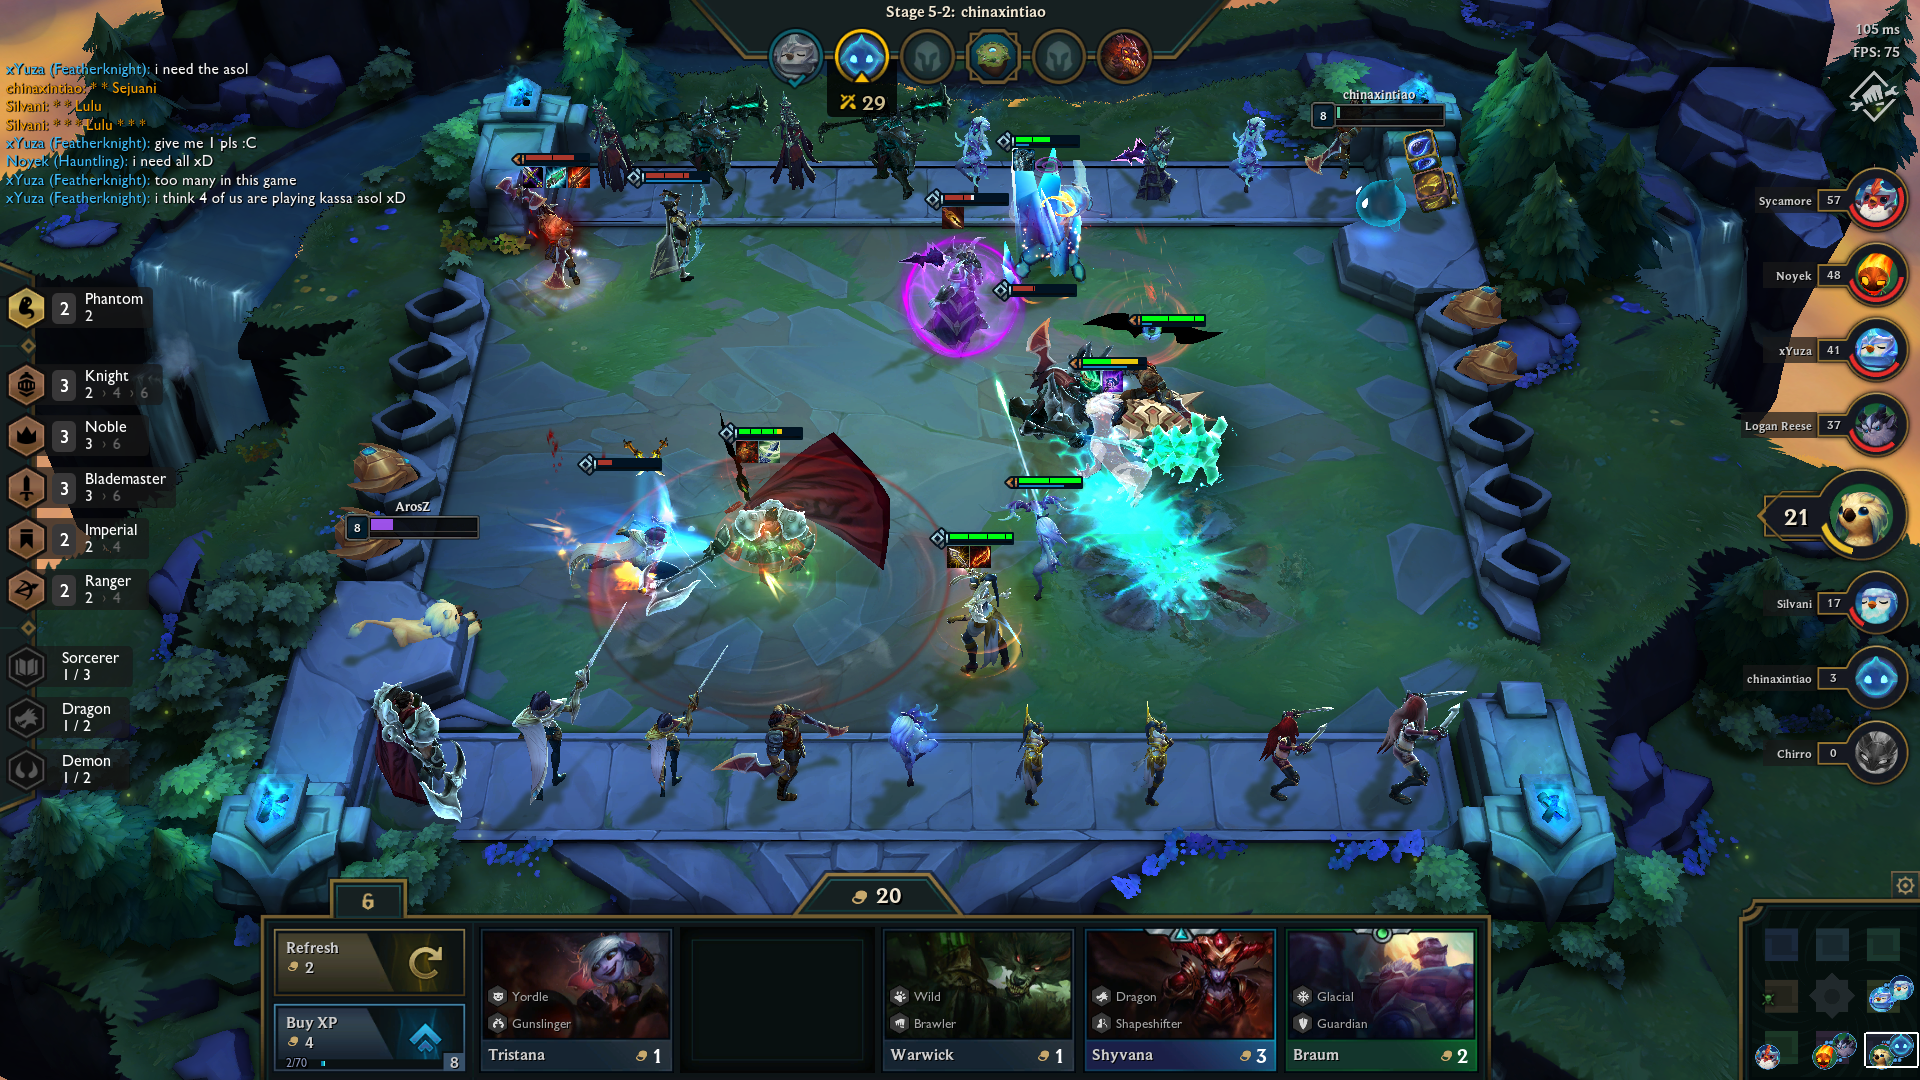 Stage 5-2: chinaxintiao
29
105 ms
FPS: 75
xYuza (Featherknight): i need the asol
chinaxintiao: * * Sejuani
Silvani: * * Lulu
Silvani: * * * Lulu * * *
xYuza (Featherknight): give me 1 pls :C
Noyek (Hauntling): i need all xD
xYuza (Featherknight): too many in this game
xYuza (Featherknight): i think 4 of us are playing kassa asol xD
chinaxintiao
8
2 Phantom
2
3 Knight
2 › 4 › 6
3 Noble
3 › 6
3 Blademaster
3 › 6
2 Imperial
2 › 4
2 Ranger
2 › 4
Sorcerer
1 / 3
Dragon
1 / 2
Demon
1 / 2
ArosZ
8
Sycamore 57
Noyek 48
xYuza 41
Logan Reese 37
21
Silvani 17
chinaxintiao 3
Chirro 0
6
20
Refresh
2
Buy XP
4
2/70
8
Yordle
Gunslinger
Tristana 1
Wild
Brawler
Warwick 1
Dragon
Shapeshifter
Shyvana 3
Glacial
Guardian
Braum 2